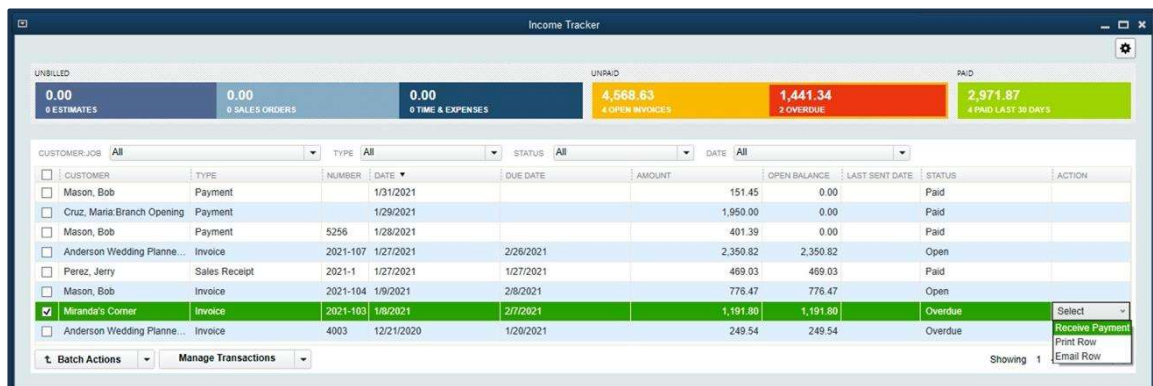 Income Tracker
UNBILLED UNPAID PAID
0.00 0.00 0.00 4,568.63 1,441.34 2,971.87
0 ESTIMATES 0 SALES ORDERS 0 TIME & EXPENSES 4 OPEN INVOICES 2 OVERDUE 4 PAID LAST 30 DAYS
CUSTOMER:JOB All TYPE All STATUS All DATE All
CUSTOMER TYPE NUMBER DATE DUE DATE AMOUNT OPEN BALANCE LAST SENT DATE STATUS ACTION
Mason, Bob Payment 1/31/2021 151.45 0.00 Paid
Cruz, Maria:Branch Opening Payment 1/29/2021 1,950.00 0.00 Paid
Mason, Bob Payment 5256 1/28/2021 401.39 0.00 Paid
Anderson Wedding Planne... Invoice 2021-107 1/27/2021 2/26/2021 2,350.82 2,350.82 Open
Perez, Jerry Sales Receipt 2021-1 1/27/2021 1/27/2021 469.03 469.03 Paid
Mason, Bob Invoice 2021-104 1/9/2021 2/8/2021 776.47 776.47 Open
Miranda's Corner Invoice 2021-103 1/8/2021 2/7/2021 1,191.80 1,191.80 Overdue Select
Anderson Wedding Planne... Invoice 4003 12/21/2020 1/20/2021 249.54 249.54 Overdue Receive Payment
Print Row
Batch Actions Manage Transactions Showing 1 Email Row